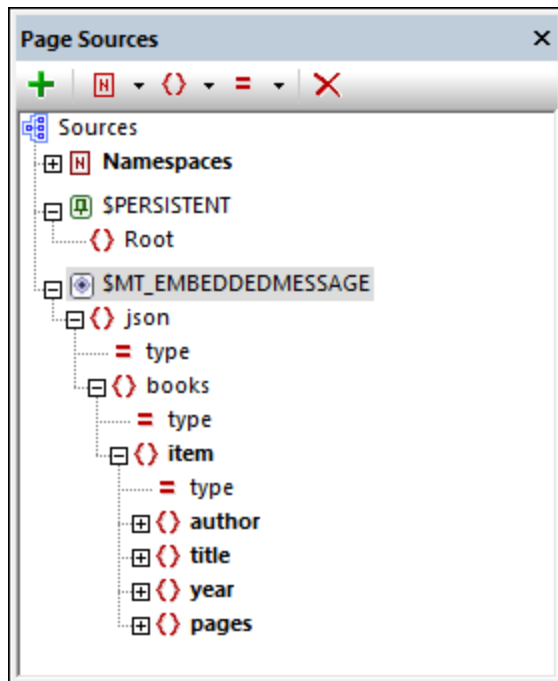 Page Sources
Sources
Namespaces
$PERSISTENT
Root
$MT_EMBEDDEDMESSAGE
json
type
books
type
item
type
author
title
year
pages